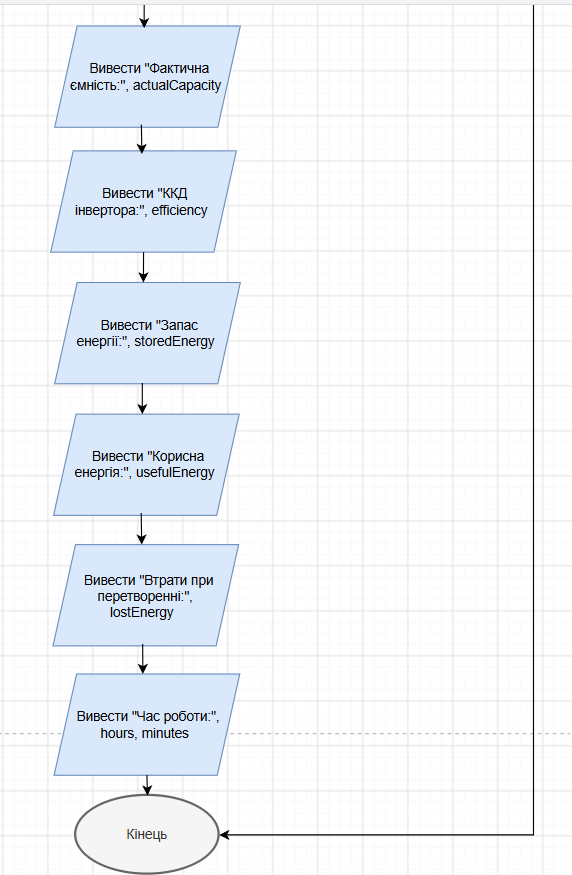 Вивести "Фактична
ємність:", actualCapacity
Вивести "ККД
інвертора:", efficiency
Вивести "Запас
енергії:", storedEnergy
Вивести "Корисна
енергія:", usefulEnergy
Вивести "Втрати при
перетворенні:",
lostEnergy
Вивести "Час роботи:",
hours, minutes
Кінець